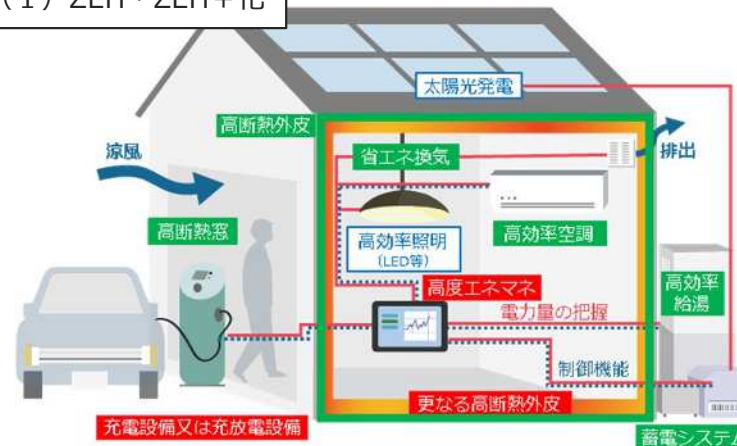 (1) ZEH・ZEH+化
太陽光発電
高断熱外皮
涼風
省エネ換気
排出
高断熱窓
高効率照明
(LED等)
高効率空調
高度エネマネ
高効率
給湯
電力量の把握
制御機能
更なる高断熱外皮
充電設備又は充放電設備
蓄電システム